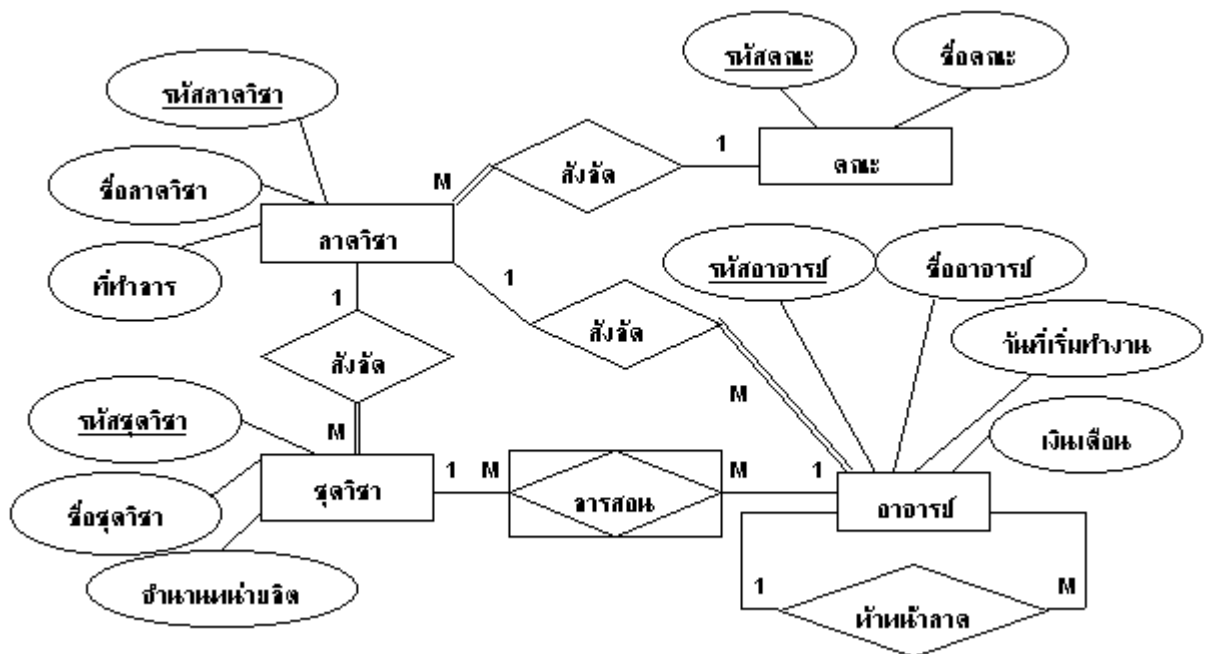 รหัสคณะ
ชื่อคณะ
รหัสภาควิชา
1
คณะ
สังกัด
M
ชื่อภาควิชา
ภาควิชา
รหัสอาจารย์
ชื่ออาจารย์
ที่ทำการ
1
1
สังกัด
วันที่เริ่มทำงาน
สังกัด
M
รหัสชุดวิชา
M
เงินเดือน
ชุดวิชา
1
M
การสอน
M
1
อาจารย์
ชื่อชุดวิชา
จำนวนหน่วยกิต
1
หัวหน้าภาค
M